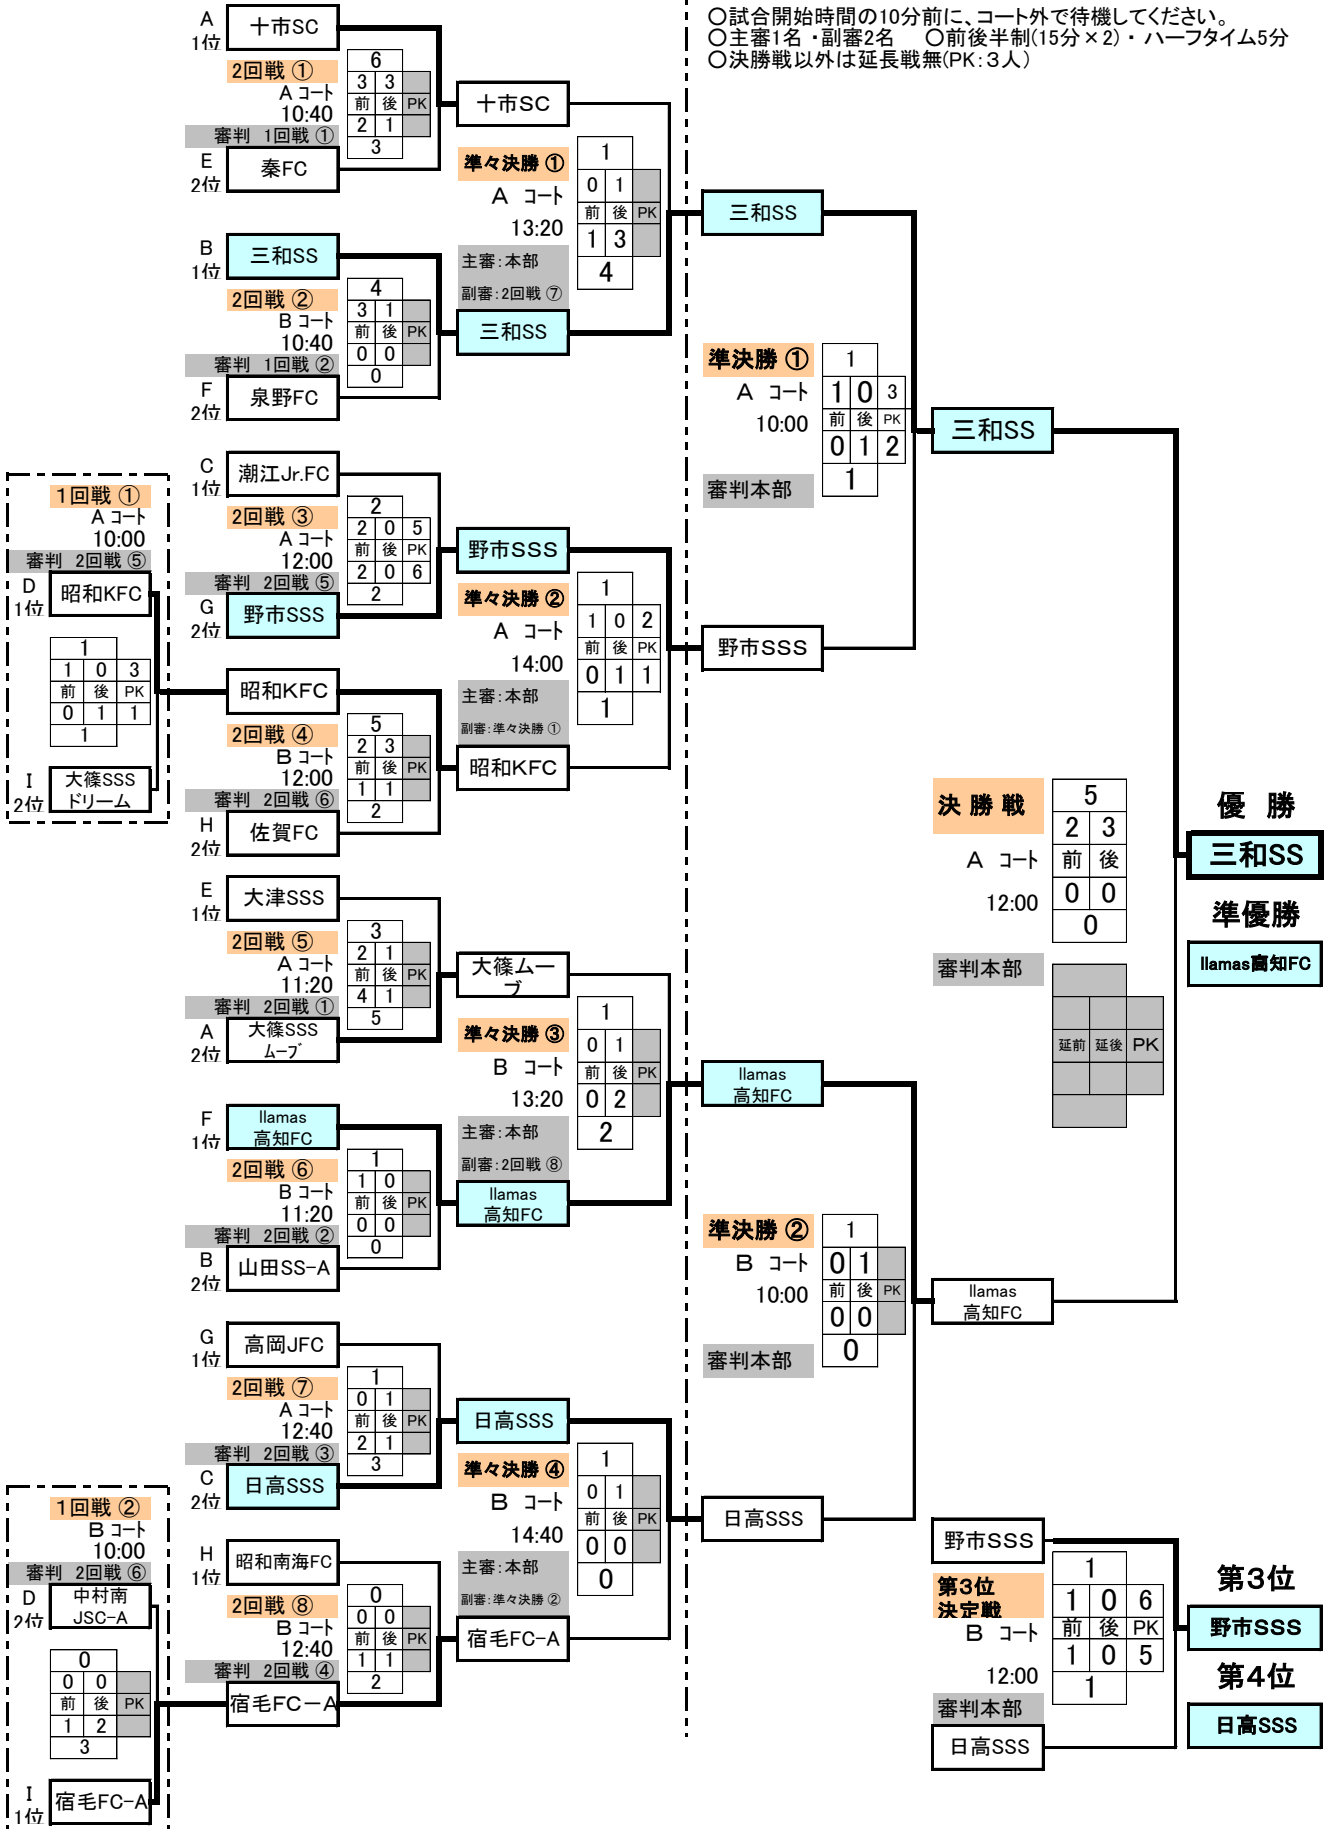 〇試合開始時間の10分前に、コート外で待機してください。
〇主審1名・副審2名　〇前後半制(15分×2)・ハーフタイム5分
〇決勝戦以外は延長戦無(PK:3人)
1回戦 ①
A コート
10:00
審判 2回戦 ⑤
D
1位
昭和KFC
1
1 0 3
前 後 PK
0 1 1
1
I
2位
大篠SSS
ドリーム
1回戦 ②
B コート
10:00
審判 2回戦 ⑥
D
2位
中村南
JSC-A
0
0 0
前 後 PK
1 2
3
I
1位
宿毛FC-A
A
1位
十市SC
2回戦 ①
A コート
10:40
審判 1回戦 ①
6
3 3
前 後 PK
2 1
3
E
2位
秦FC
B
1位
三和SS
2回戦 ②
B コート
10:40
審判 1回戦 ②
4
3 1
前 後 PK
0 0
0
F
2位
泉野FC
C
1位
潮江Jr.FC
2回戦 ③
A コート
12:00
審判 2回戦 ⑤
2
2 0 5
前 後 PK
2 0 6
2
G
2位
野市SSS
昭和KFC
2回戦 ④
B コート
12:00
審判 2回戦 ⑥
5
2 3
前 後 PK
1 1
2
H
2位
佐賀FC
E
1位
大津SSS
2回戦 ⑤
A コート
11:20
審判 2回戦 ①
3
2 1
前 後 PK
4 1
5
A
2位
大篠SSS
ムーブ
F
1位
llamas
高知FC
2回戦 ⑥
B コート
11:20
審判 2回戦 ②
1
1 0
前 後 PK
0 0
0
B
2位
山田SS-A
G
1位
高岡JFC
2回戦 ⑦
A コート
12:40
審判 2回戦 ③
1
0 1
前 後 PK
2 1
3
C
2位
日高SSS
H
1位
昭和南海FC
2回戦 ⑧
B コート
12:40
審判 2回戦 ④
0
0 0
前 後 PK
1 1
2
宿毛FC-A
十市SC
準々決勝 ①
A コート
13:20
主審:本部
副審:2回戦 ⑦
1
0 1
前 後 PK
1 3
4
三和SS
野市SSS
準々決勝 ②
A コート
14:00
主審:本部
副審:準々決勝 ①
1
1 0 2
前 後 PK
0 1 1
1
昭和KFC
大篠ムー
ブ
準々決勝 ③
B コート
13:20
主審:本部
副審:2回戦 ⑧
1
0 1
前 後 PK
0 2
2
llamas
高知FC
日高SSS
準々決勝 ④
B コート
14:40
主審:本部
副審:準々決勝 ②
1
0 1
前 後 PK
0 0
0
宿毛FC-A
三和SS
準決勝 ①
A コート
10:00
審判本部
1
1 0 3
前 後 PK
0 1 2
1
野市SSS
llamas
高知FC
準決勝 ②
B コート
10:00
審判本部
1
0 1
前 後 PK
0 0
0
日高SSS
三和SS
決勝戦
A コート
12:00
審判本部
5
2 3
前 後
0 0
0
延前 延後 PK
llamas
高知FC
優 勝
三和SS
準優勝
llamas高知FC
野市SSS
第3位
決定戦
B コート
12:00
審判本部
1
1 0 6
前 後 PK
1 0 5
1
日高SSS
第3位
野市SSS
第4位
日高SSS